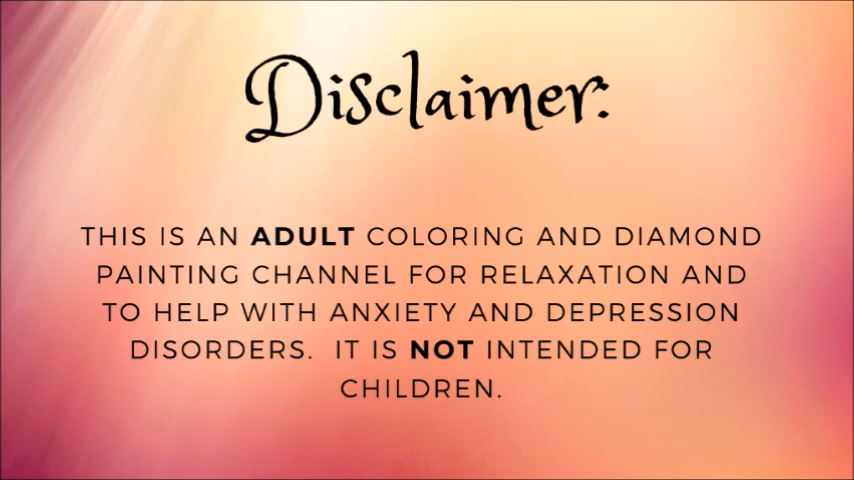 Disclaimer:
THIS IS AN ADULT COLORING AND DIAMOND
PAINTING CHANNEL FOR RELAXATION AND
TO HELP WITH ANXIETY AND DEPRESSION
DISORDERS.  IT IS NOT INTENDED FOR
CHILDREN.